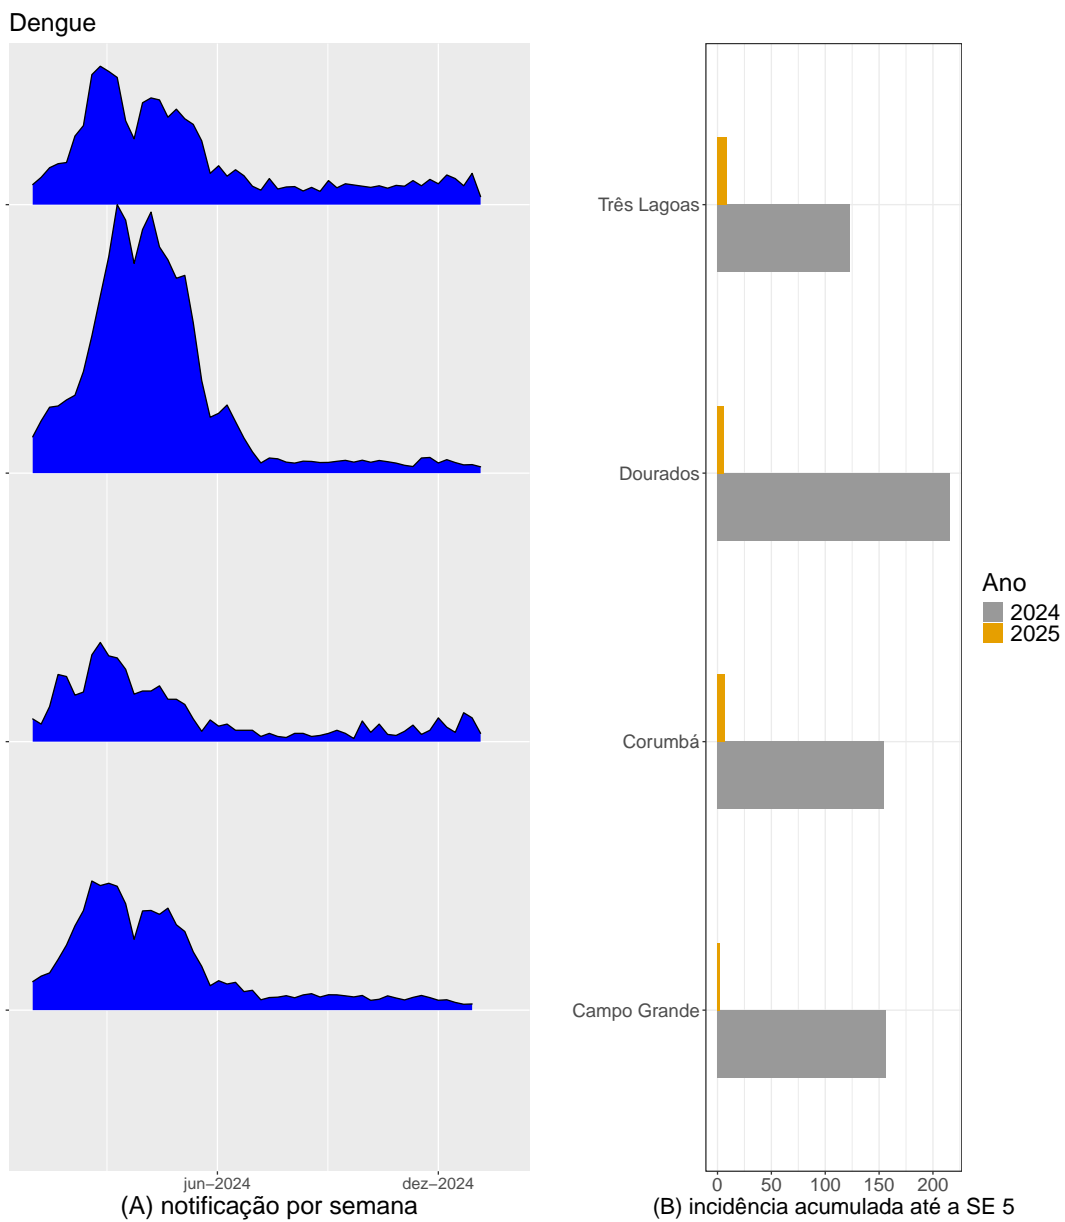 Dengue
Três Lagoas
Dourados
Corumbá
Campo Grande
jun–2024
dez–2024
(A) notificação por semana
0
50
100
150
200
(B) incidência acumulada até a SE 5
Ano
2024
2025